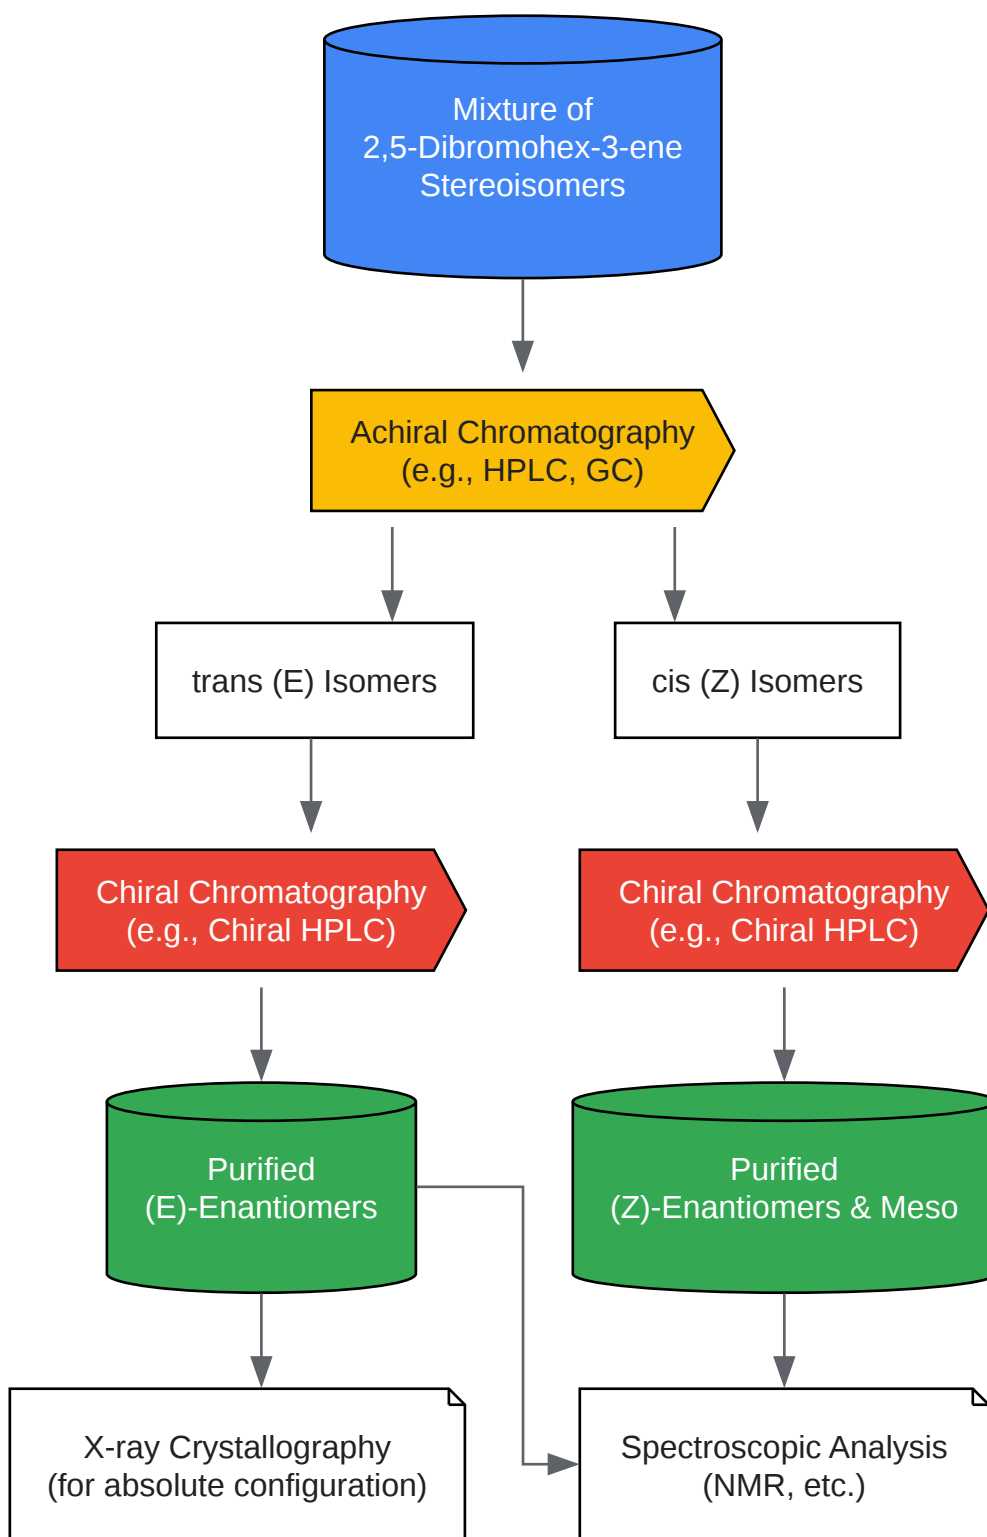 Mixture of
2,5-Dibromohex-3-ene
Stereoisomers
Achiral Chromatography
(e.g., HPLC, GC)
trans (E) Isomers
cis (Z) Isomers
Chiral Chromatography
(e.g., Chiral HPLC)
Chiral Chromatography
(e.g., Chiral HPLC)
Purified
(E)-Enantiomers
Purified
(Z)-Enantiomers & Meso
X-ray Crystallography
(for absolute configuration)
Spectroscopic Analysis
(NMR, etc.)